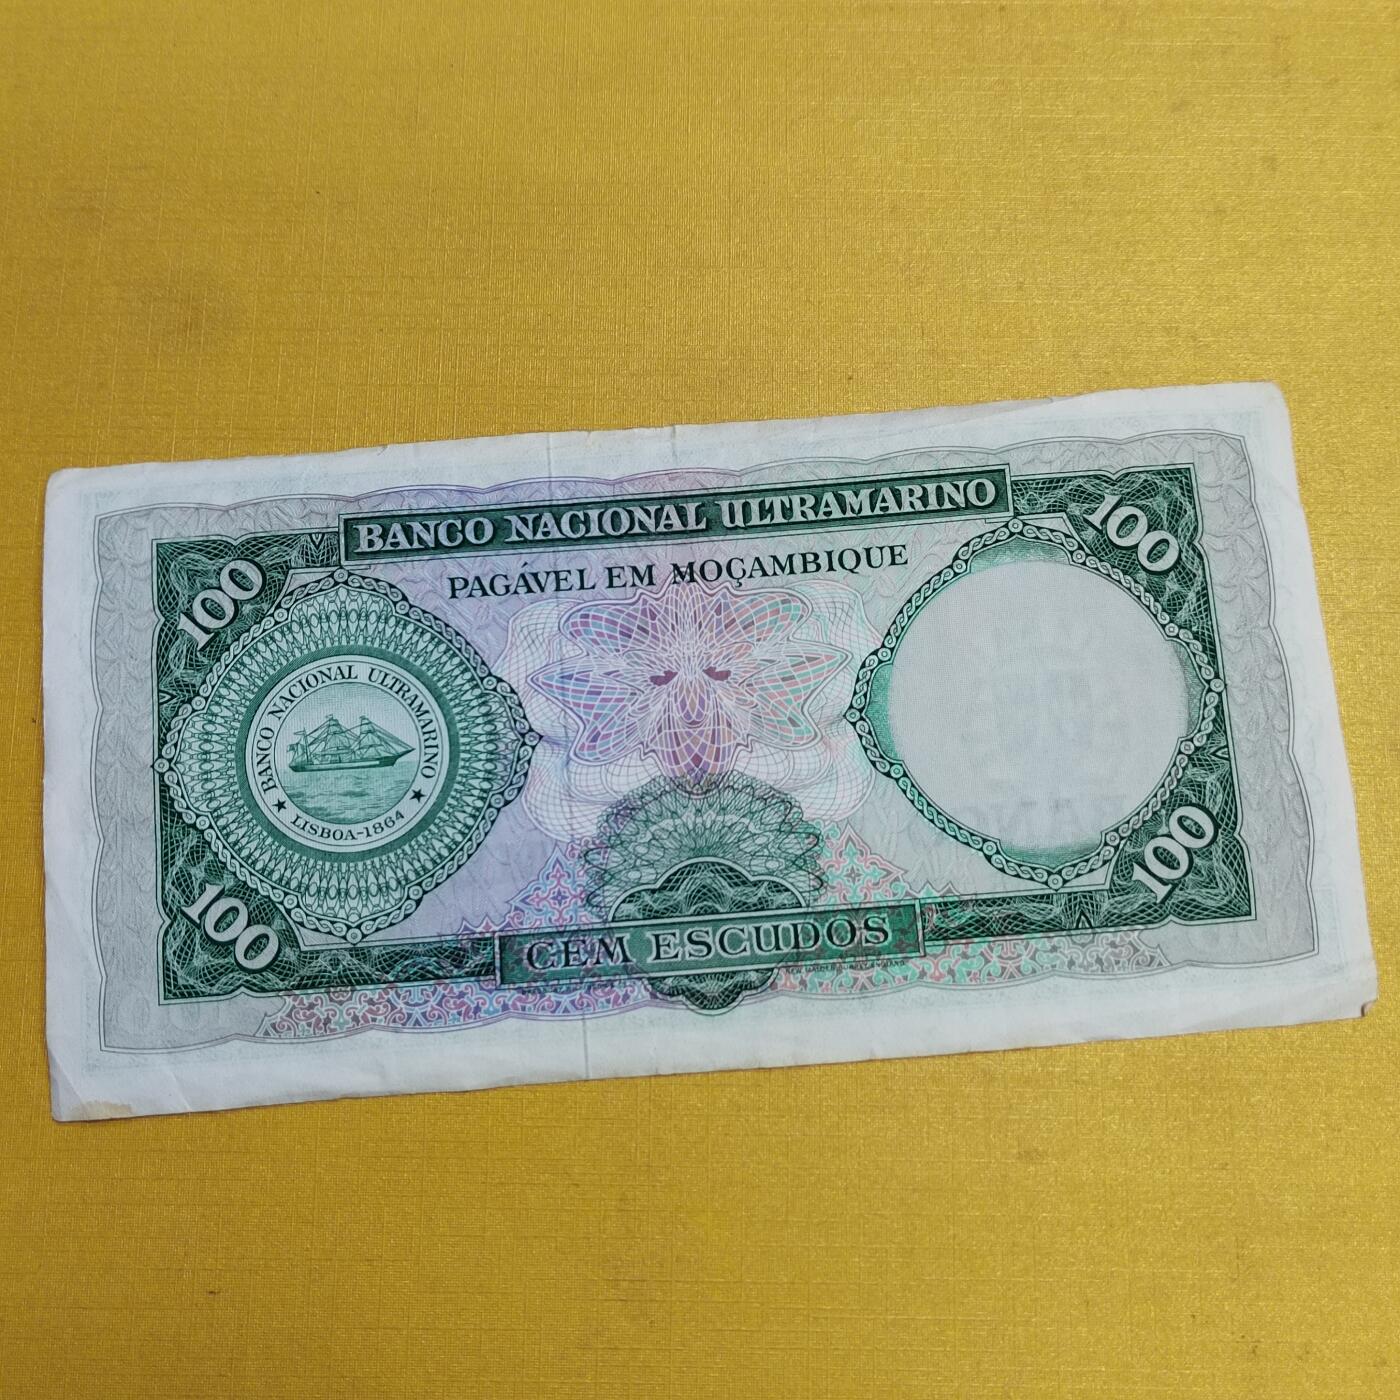 BANCO NACIONAL ULTRAMARINO
PAGÁVEL EM MOÇAMBIQUE
100
100
BANCO NACIONAL ULTRAMARINO
LISBOA-1864
100
100
CEM ESCUDOS